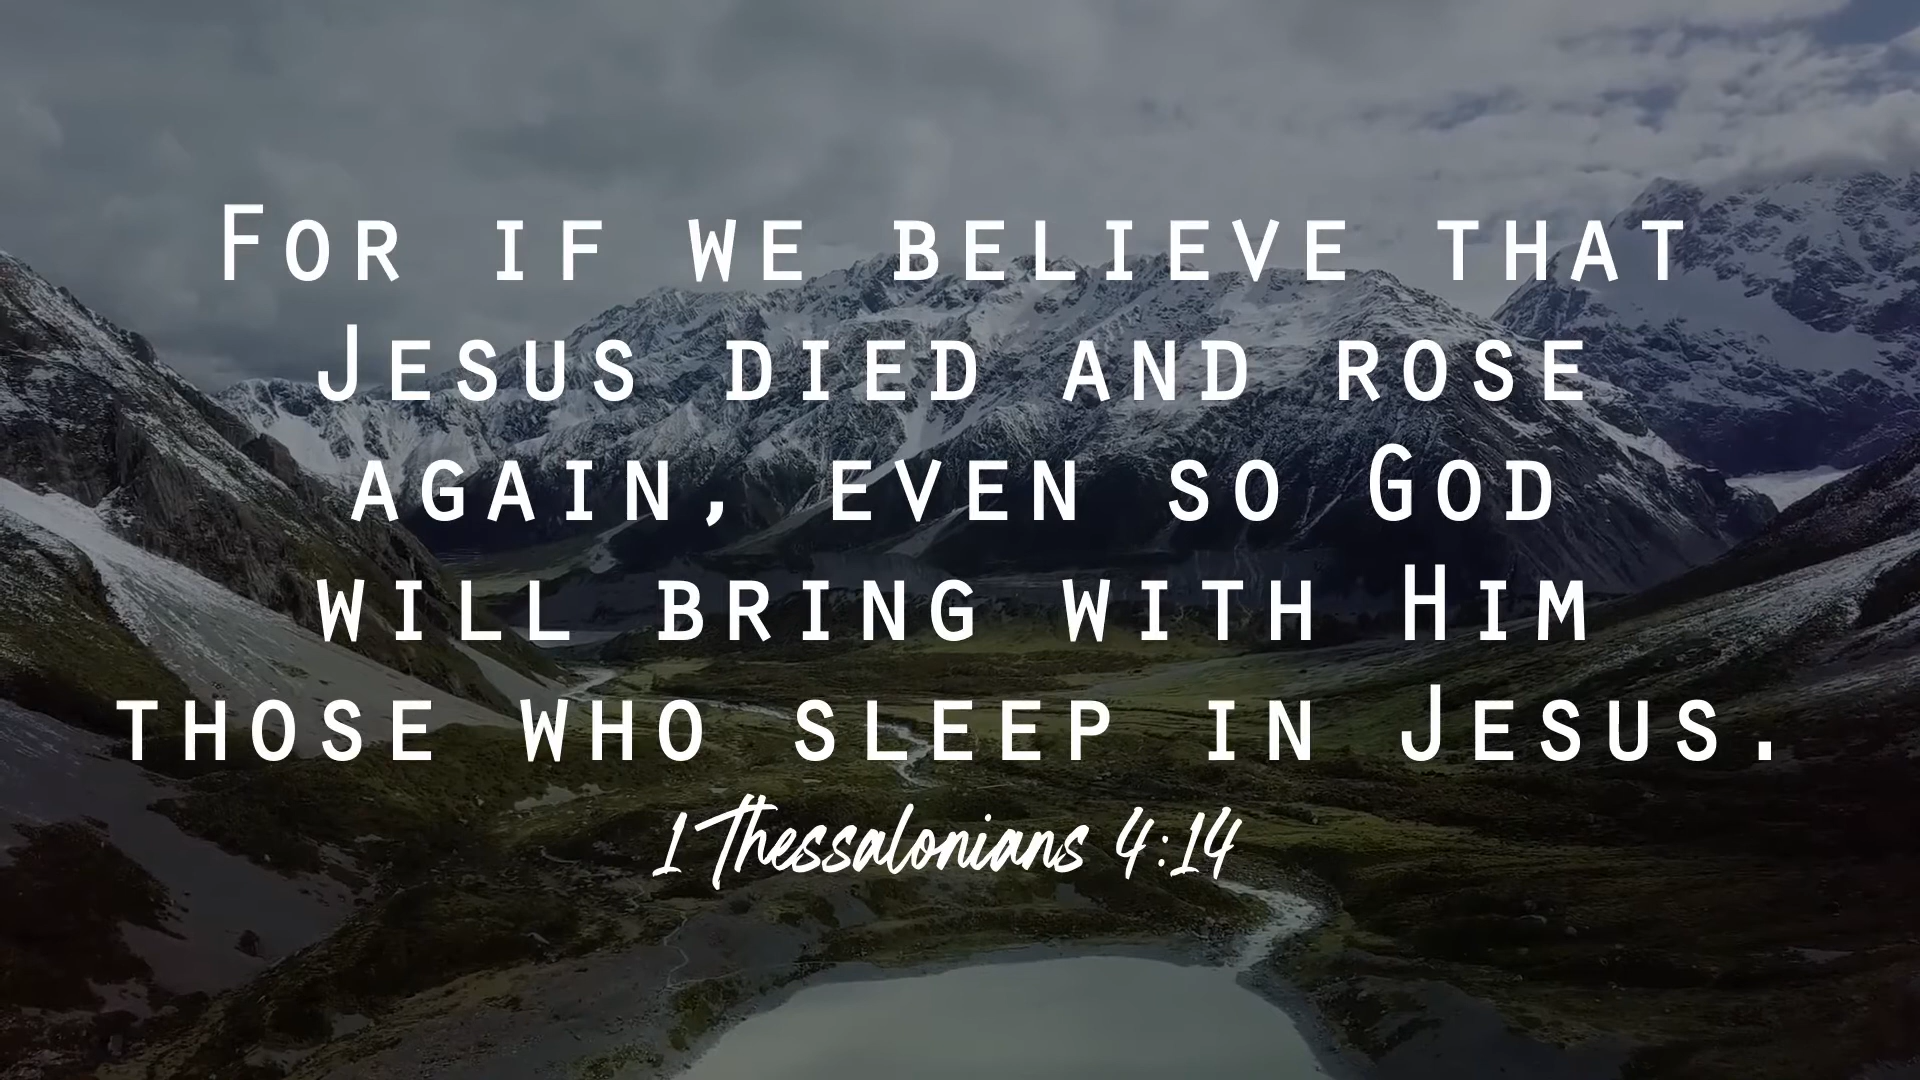 For if we believe that
Jesus died and rose
again, even so God
will bring with Him
those who sleep in Jesus.
1 Thessalonians 4:14